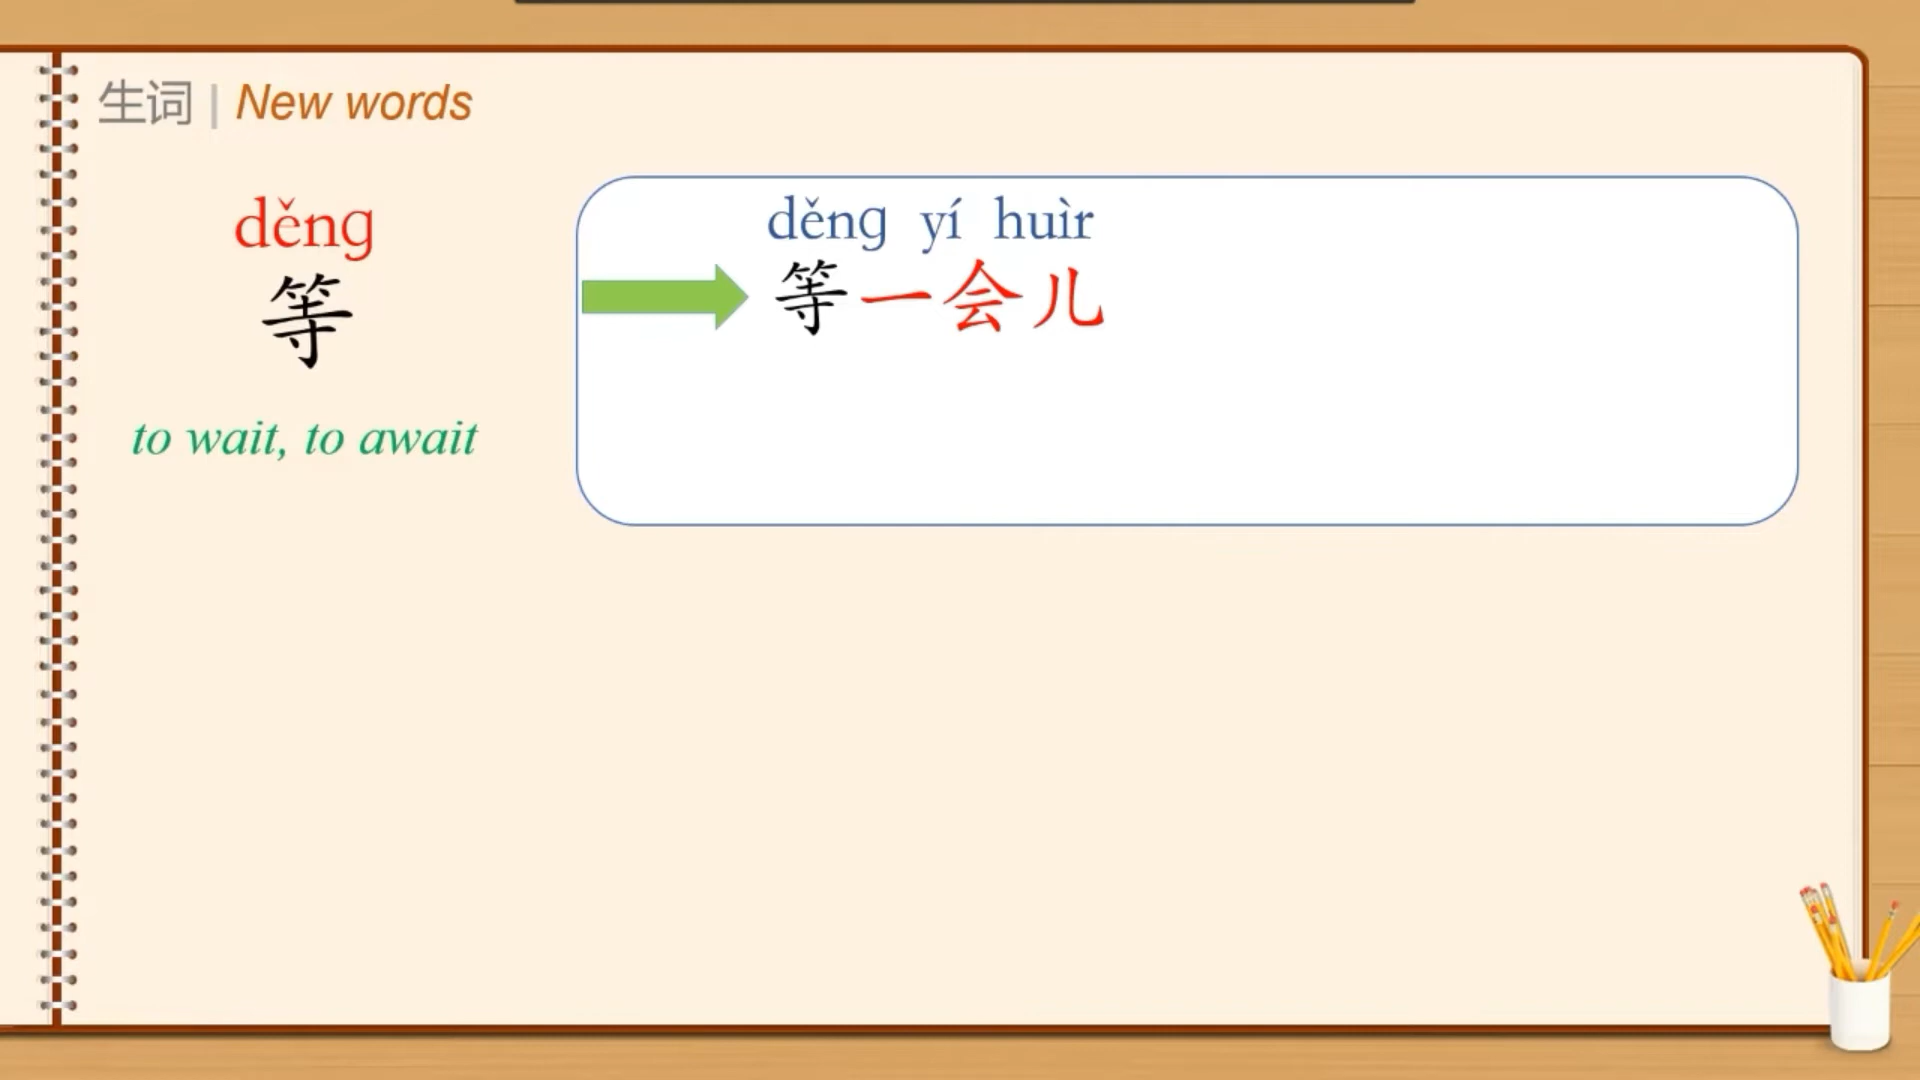 生词 | New words
děng
等
to wait, to await
děng yí huìr
等一会儿